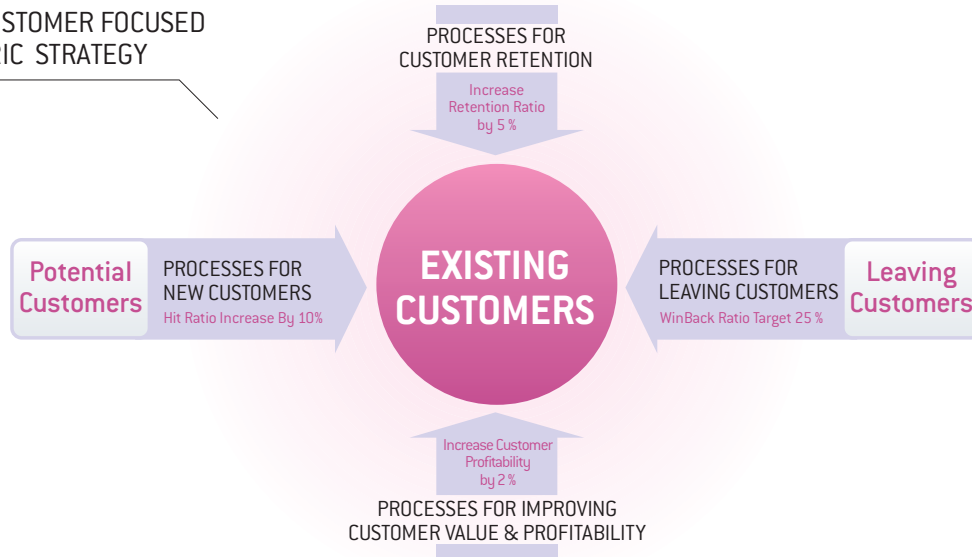 STOMER FOCUSED
RIC STRATEGY
PROCESSES FOR
CUSTOMER RETENTION
Increase
Retention Ratio
by 5 %
Potential
Customers
PROCESSES FOR
NEW CUSTOMERS
Hit Ratio Increase By 10%
EXISTING
CUSTOMERS
PROCESSES FOR
LEAVING CUSTOMERS
WinBack Ratio Target 25 %
Leaving
Customers
Increase Customer
Profitability
by 2 %
PROCESSES FOR IMPROVING
CUSTOMER VALUE & PROFITABILITY